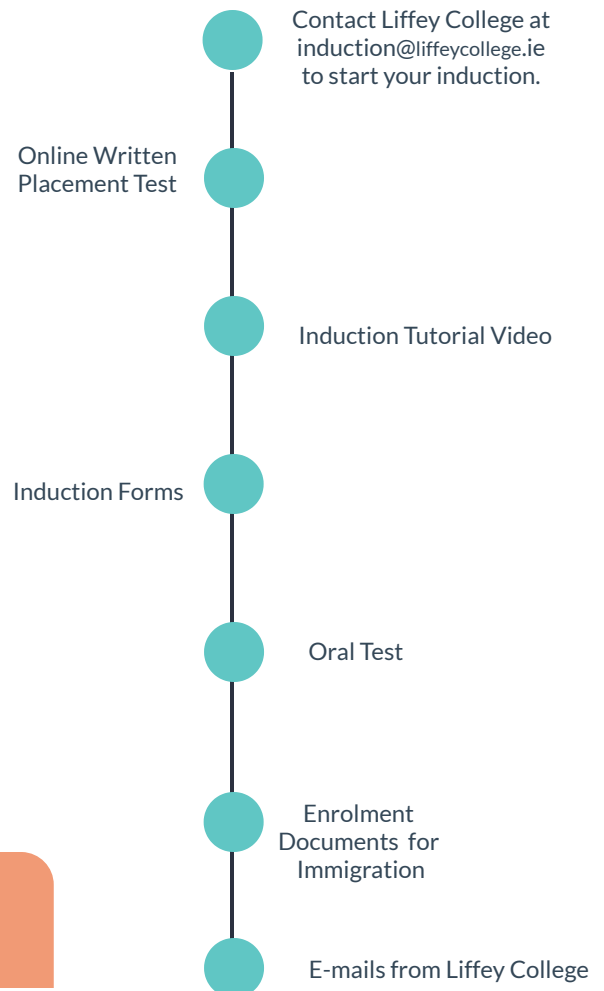 Contact Liffey College at
induction@liffeycollege.ie
to start your induction.
Online Written
Placement Test
Induction Tutorial Video
Induction Forms
Oral Test
Enrolment
Documents for
Immigration
E-mails from Liffey College